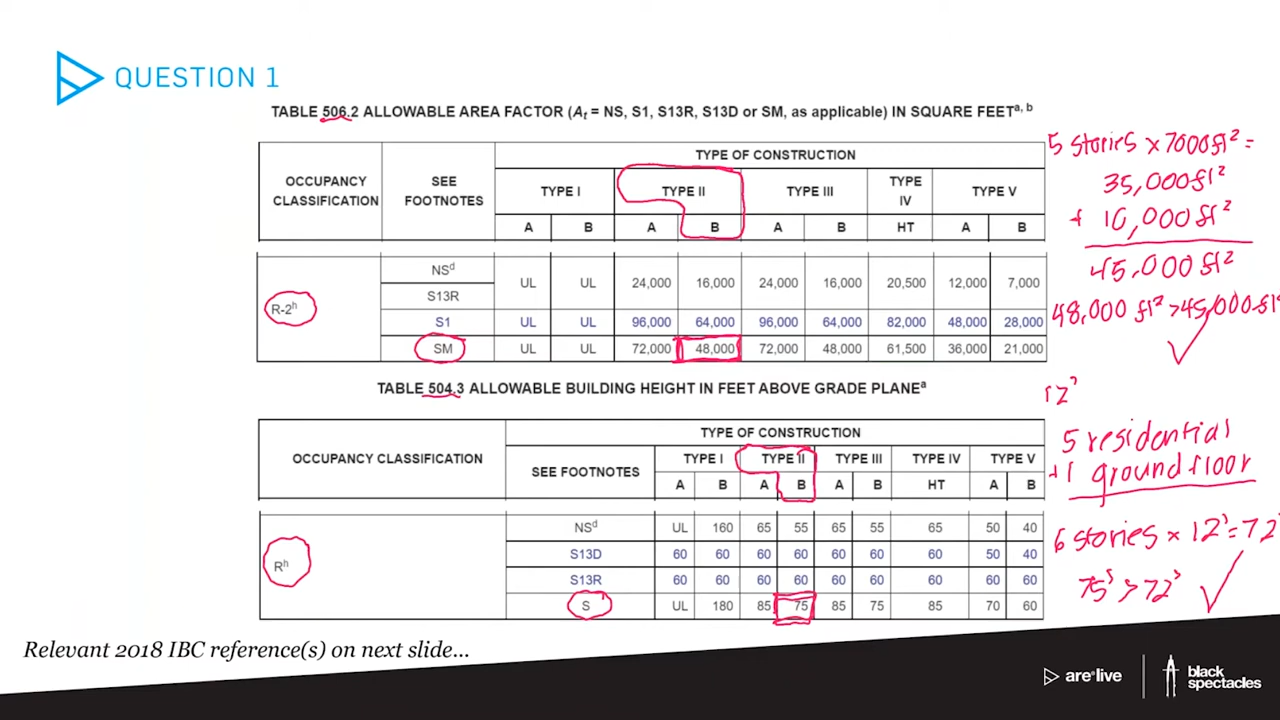 QUESTION 1
TABLE 506.2 ALLOWABLE AREA FACTOR (At = NS, S1, S13R, S13D or SM, as applicable) IN SQUARE FEETa, b
OCCUPANCY CLASSIFICATION SEE FOOTNOTES TYPE OF CONSTRUCTION
TYPE I TYPE II TYPE III TYPE IV TYPE V
A B A B A B HT A B
R-2h
NSd UL UL 24,000 16,000 24,000 16,000 20,500 12,000 7,000
S13R
S1 UL UL 96,000 64,000 96,000 64,000 82,000 48,000 28,000
SM UL UL 72,000 48,000 72,000 48,000 61,500 36,000 21,000
5 stories x 7000 ft² =
35,000 ft²
+ 10,000 ft²
45,000 ft²
48,000 ft² > 45,000 ft²
TABLE 504.3 ALLOWABLE BUILDING HEIGHT IN FEET ABOVE GRADE PLANEa
OCCUPANCY CLASSIFICATION SEE FOOTNOTES TYPE OF CONSTRUCTION
TYPE I TYPE II TYPE III TYPE IV TYPE V
A B A B A B HT A B
Rh
NSd UL 160 65 55 65 55 65 50 40
S13D 60 60 60 60 60 60 60 50 40
S13R 60 60 60 60 60 60 60 60 60
S UL 180 85 75 85 75 85 70 60
12'
5 residential
+1 ground floor
6 stories x 12' = 72'
75' > 72'
Relevant 2018 IBC reference(s) on next slide...
are live
black
spectacles